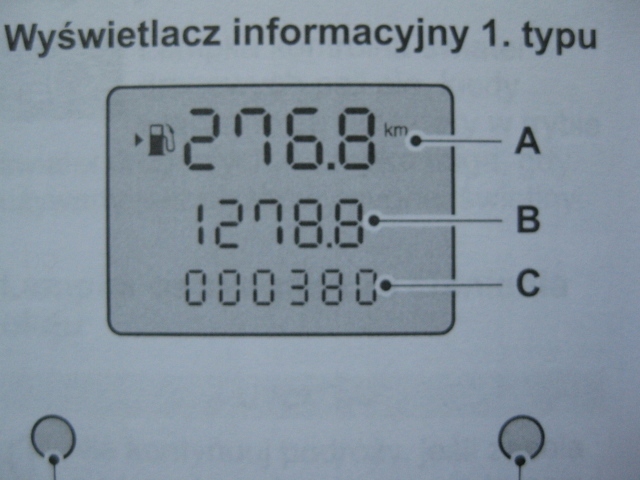 Wyświetlacz informacyjny 1. typu
276.8 km A
1278.8 B
000380 C